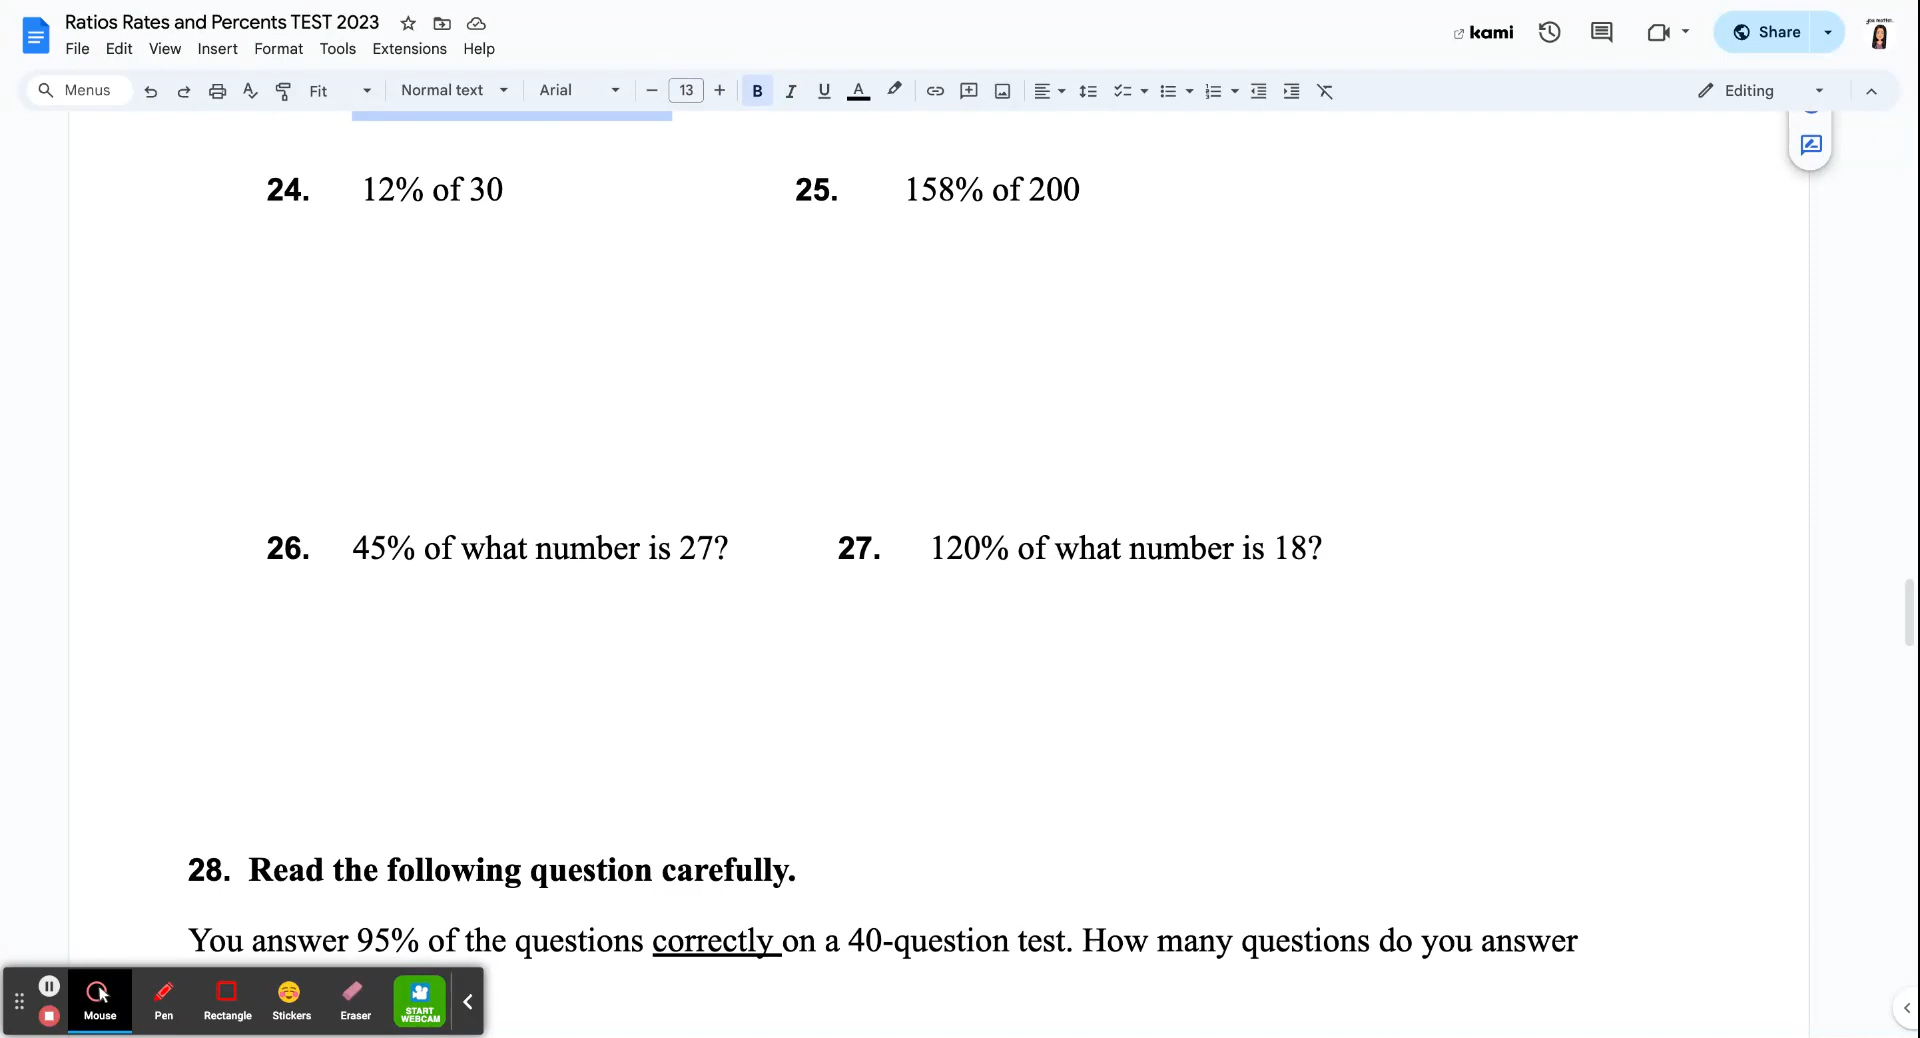 Ratios Rates and Percents TEST 2023
kami
Share
File Edit View Insert Format Tools Extensions Help
Menus Fit Normal text Arial 13 B I U A Editing
24. 12% of 30 25. 158% of 200
26. 45% of what number is 27? 27. 120% of what number is 18?
28. Read the following question carefully.
You answer 95% of the questions correctly on a 40-question test. How many questions do you answer
Mouse Pen Rectangle Stickers Eraser START WEBCAM